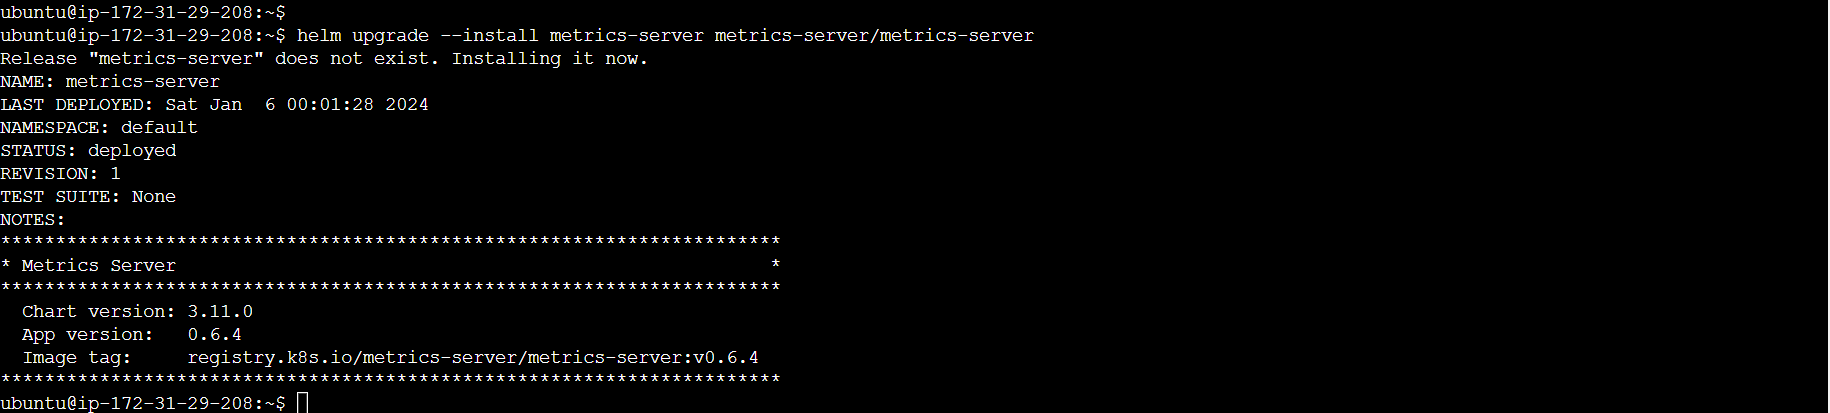 ubuntu@ip-172-31-29-208:~$
ubuntu@ip-172-31-29-208:~$ helm upgrade --install metrics-server metrics-server/metrics-server
Release "metrics-server" does not exist. Installing it now.
NAME: metrics-server
LAST DEPLOYED: Sat Jan  6 00:01:28 2024
NAMESPACE: default
STATUS: deployed
REVISION: 1
TEST SUITE: None
NOTES:
***********************************************************************
* Metrics Server                                                      *
***********************************************************************
  Chart version: 3.11.0
  App version:   0.6.4
  Image tag:     registry.k8s.io/metrics-server/metrics-server:v0.6.4
***********************************************************************
ubuntu@ip-172-31-29-208:~$